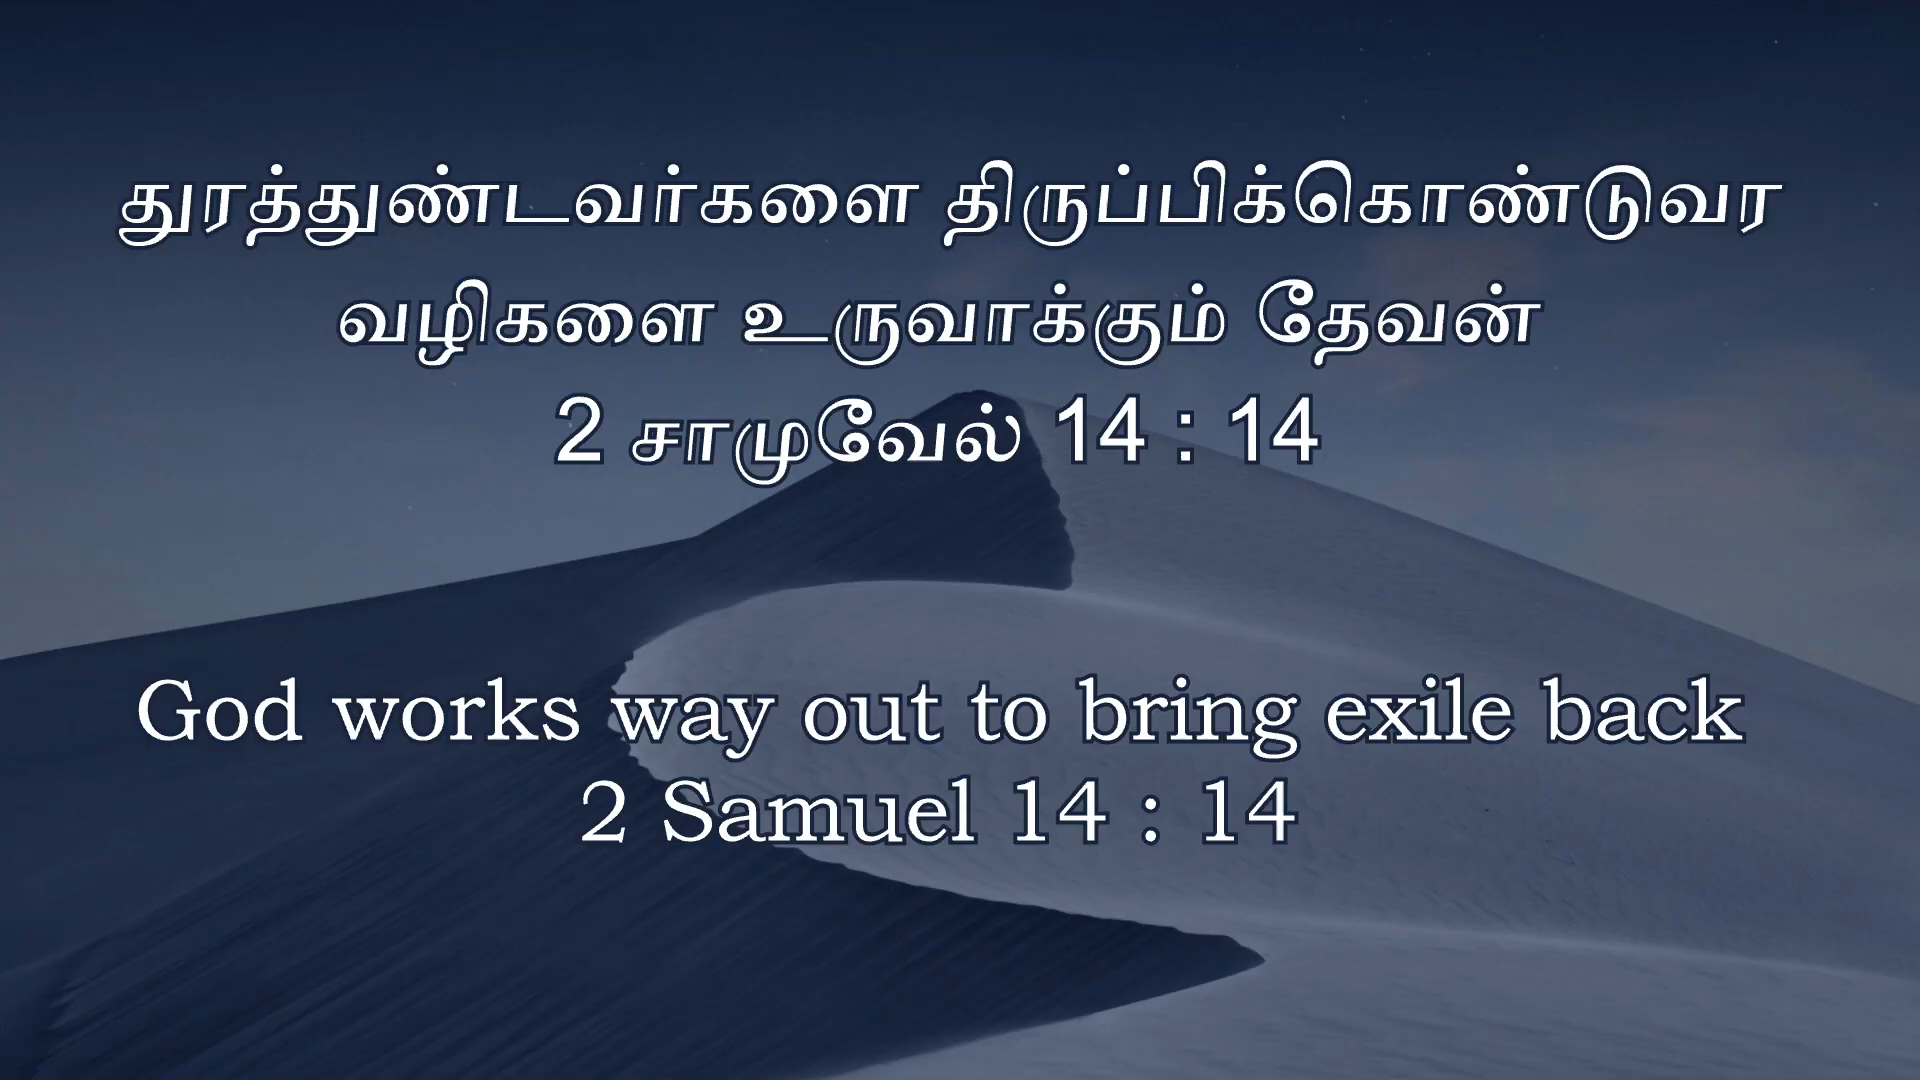 துரத்துண்டவர்களை திருப்பிக்கொண்டுவர
வழிகளை உருவாக்கும் தேவன்
2 சாமுவேல் 14 : 14
God works way out to bring exile back
2 Samuel 14 : 14